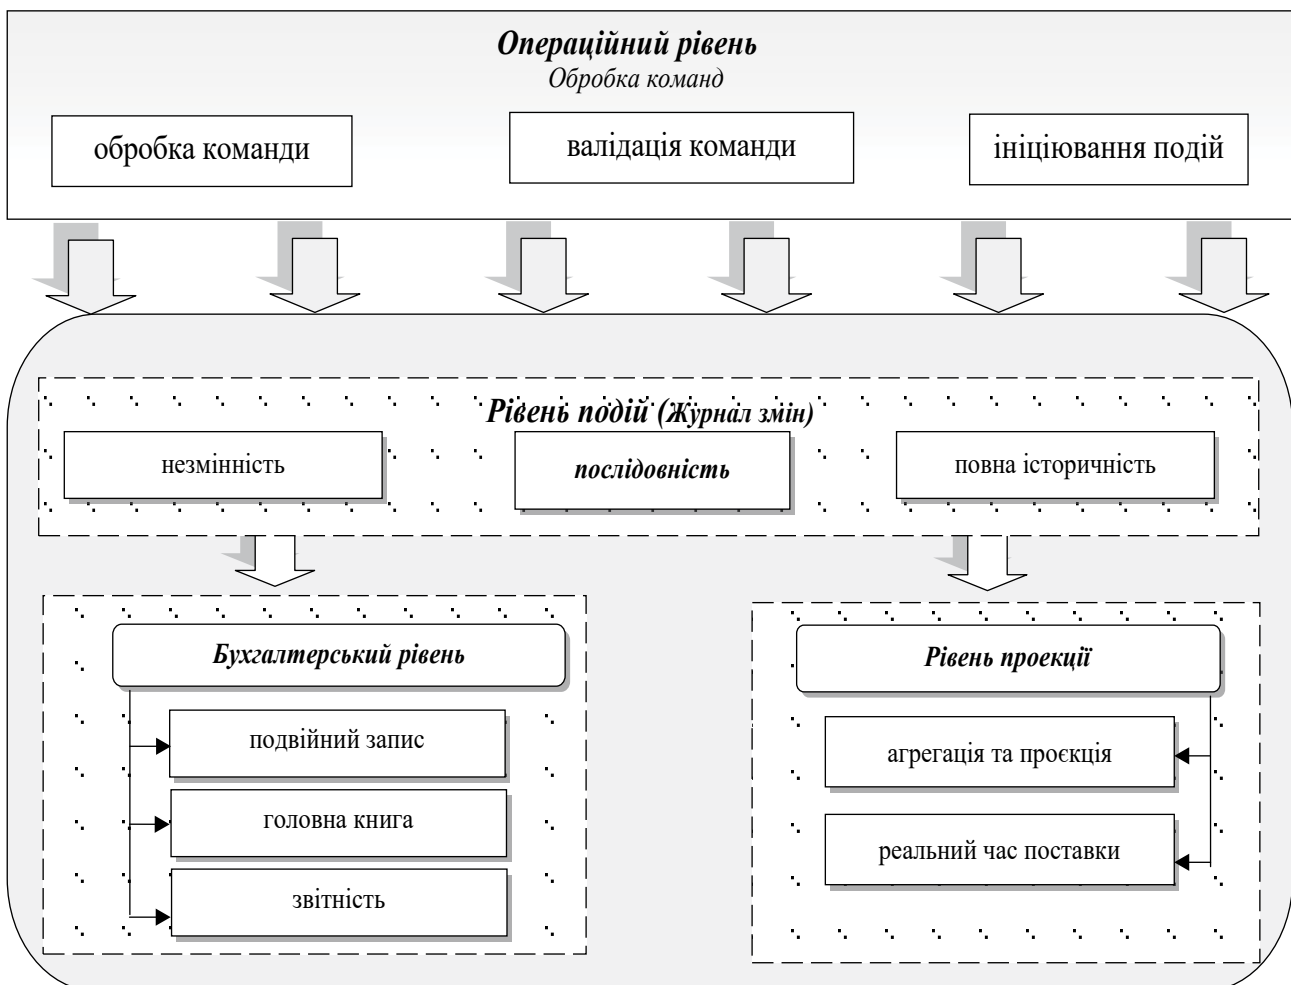 Операційний рівень
Обробка команд
обробка команди
валідація команди
ініціювання подій
Рівень подій (Журнал змін)
незмінність
послідовність
повна історичність
Бухгалтерський рівень
подвійний запис
головна книга
звітність
Рівень проекції
агрегація та проєкція
реальний час поставки